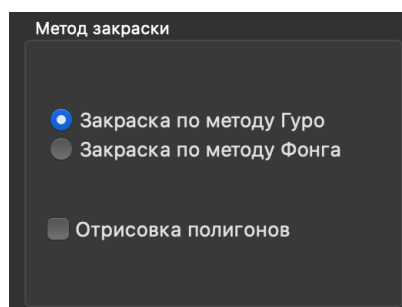 Метод закраски
Закраска по методу Гуро
Закраска по методу Фонга
Отрисовка полигонов